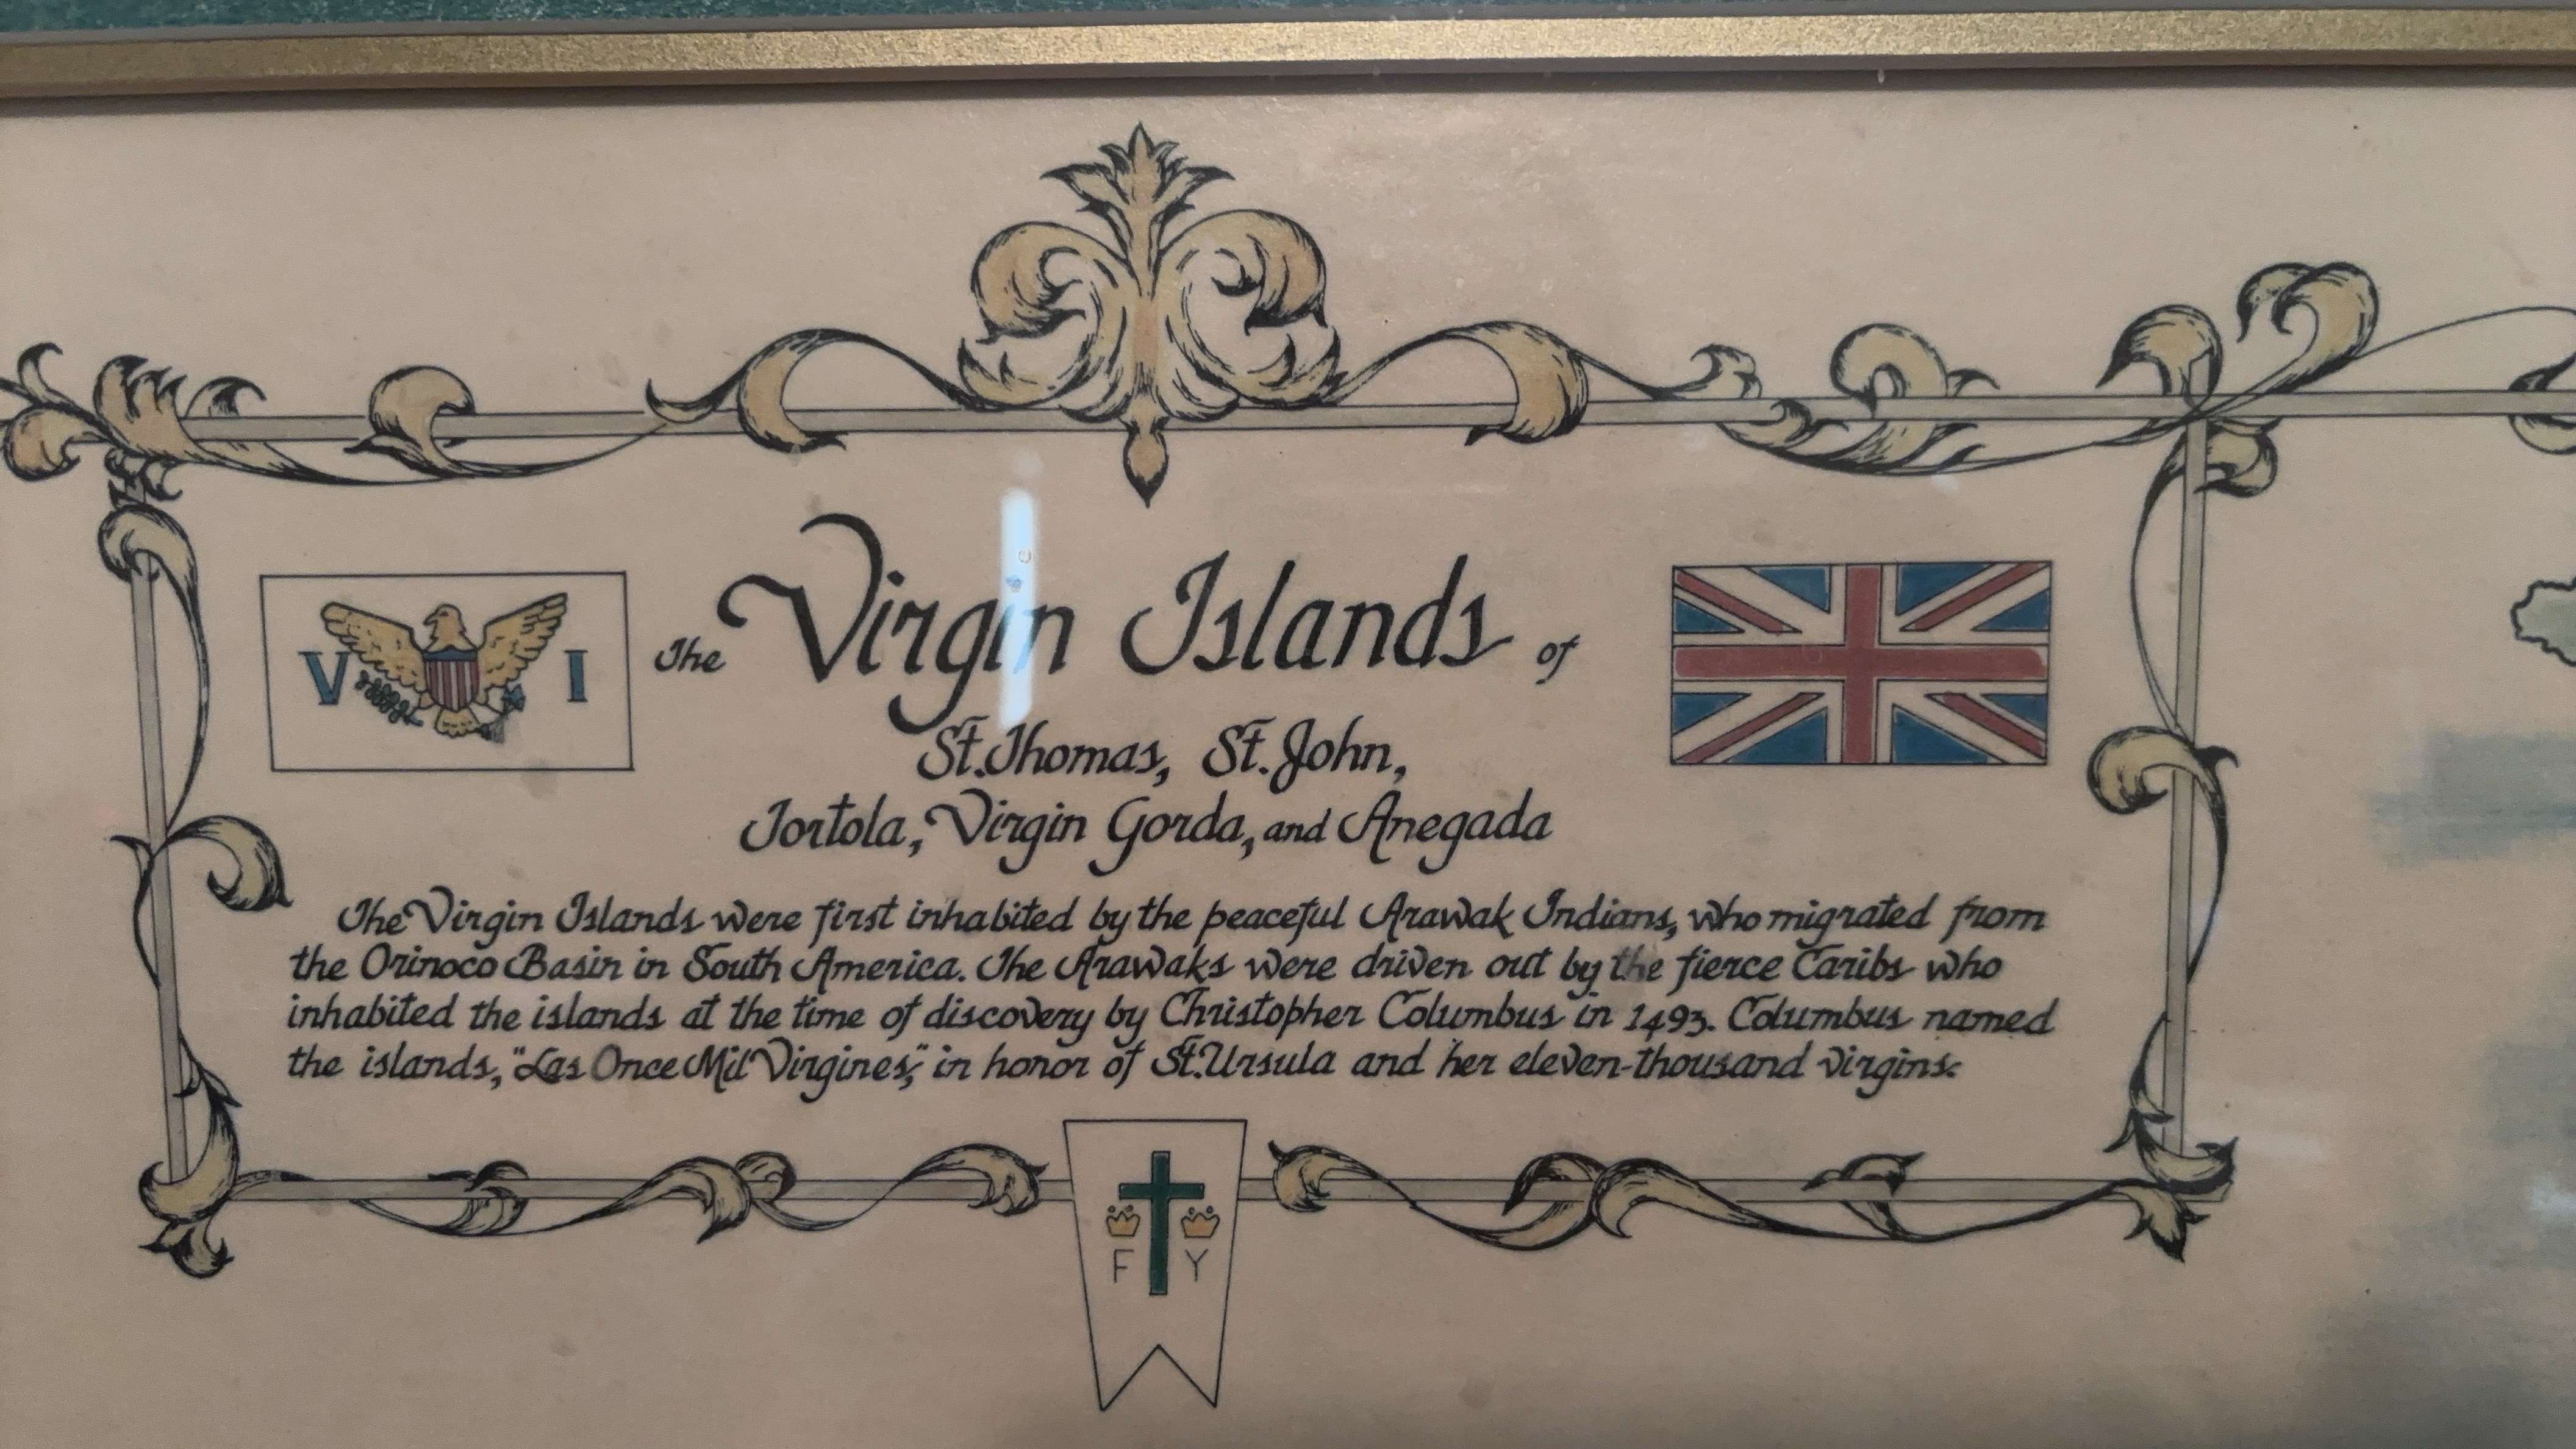 V I
The Virgin Islands of
St. Thomas, St. John,
Tortola, Virgin Gorda, and Anegada
The Virgin Islands were first inhabited by the peaceful Arawak Indians, who migrated from
the Orinoco Basin in South America. The Arawaks were driven out by the fierce Caribs who
inhabited the islands at the time of discovery by Christopher Columbus in 1493. Columbus named
the islands, "Las Once Mil Virgines," in honor of St. Ursula and her eleven-thousand virgins.
F Y